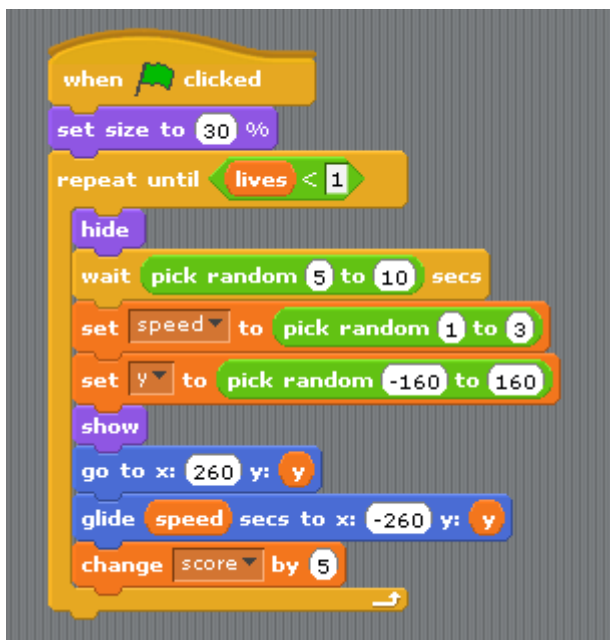 when clicked
set size to 30 %
repeat until lives < 1
hide
wait pick random 5 to 10 secs
set speed to pick random 1 to 3
set y to pick random -160 to 160
show
go to x: 260 y: y
glide speed secs to x: -260 y: y
change score by 5